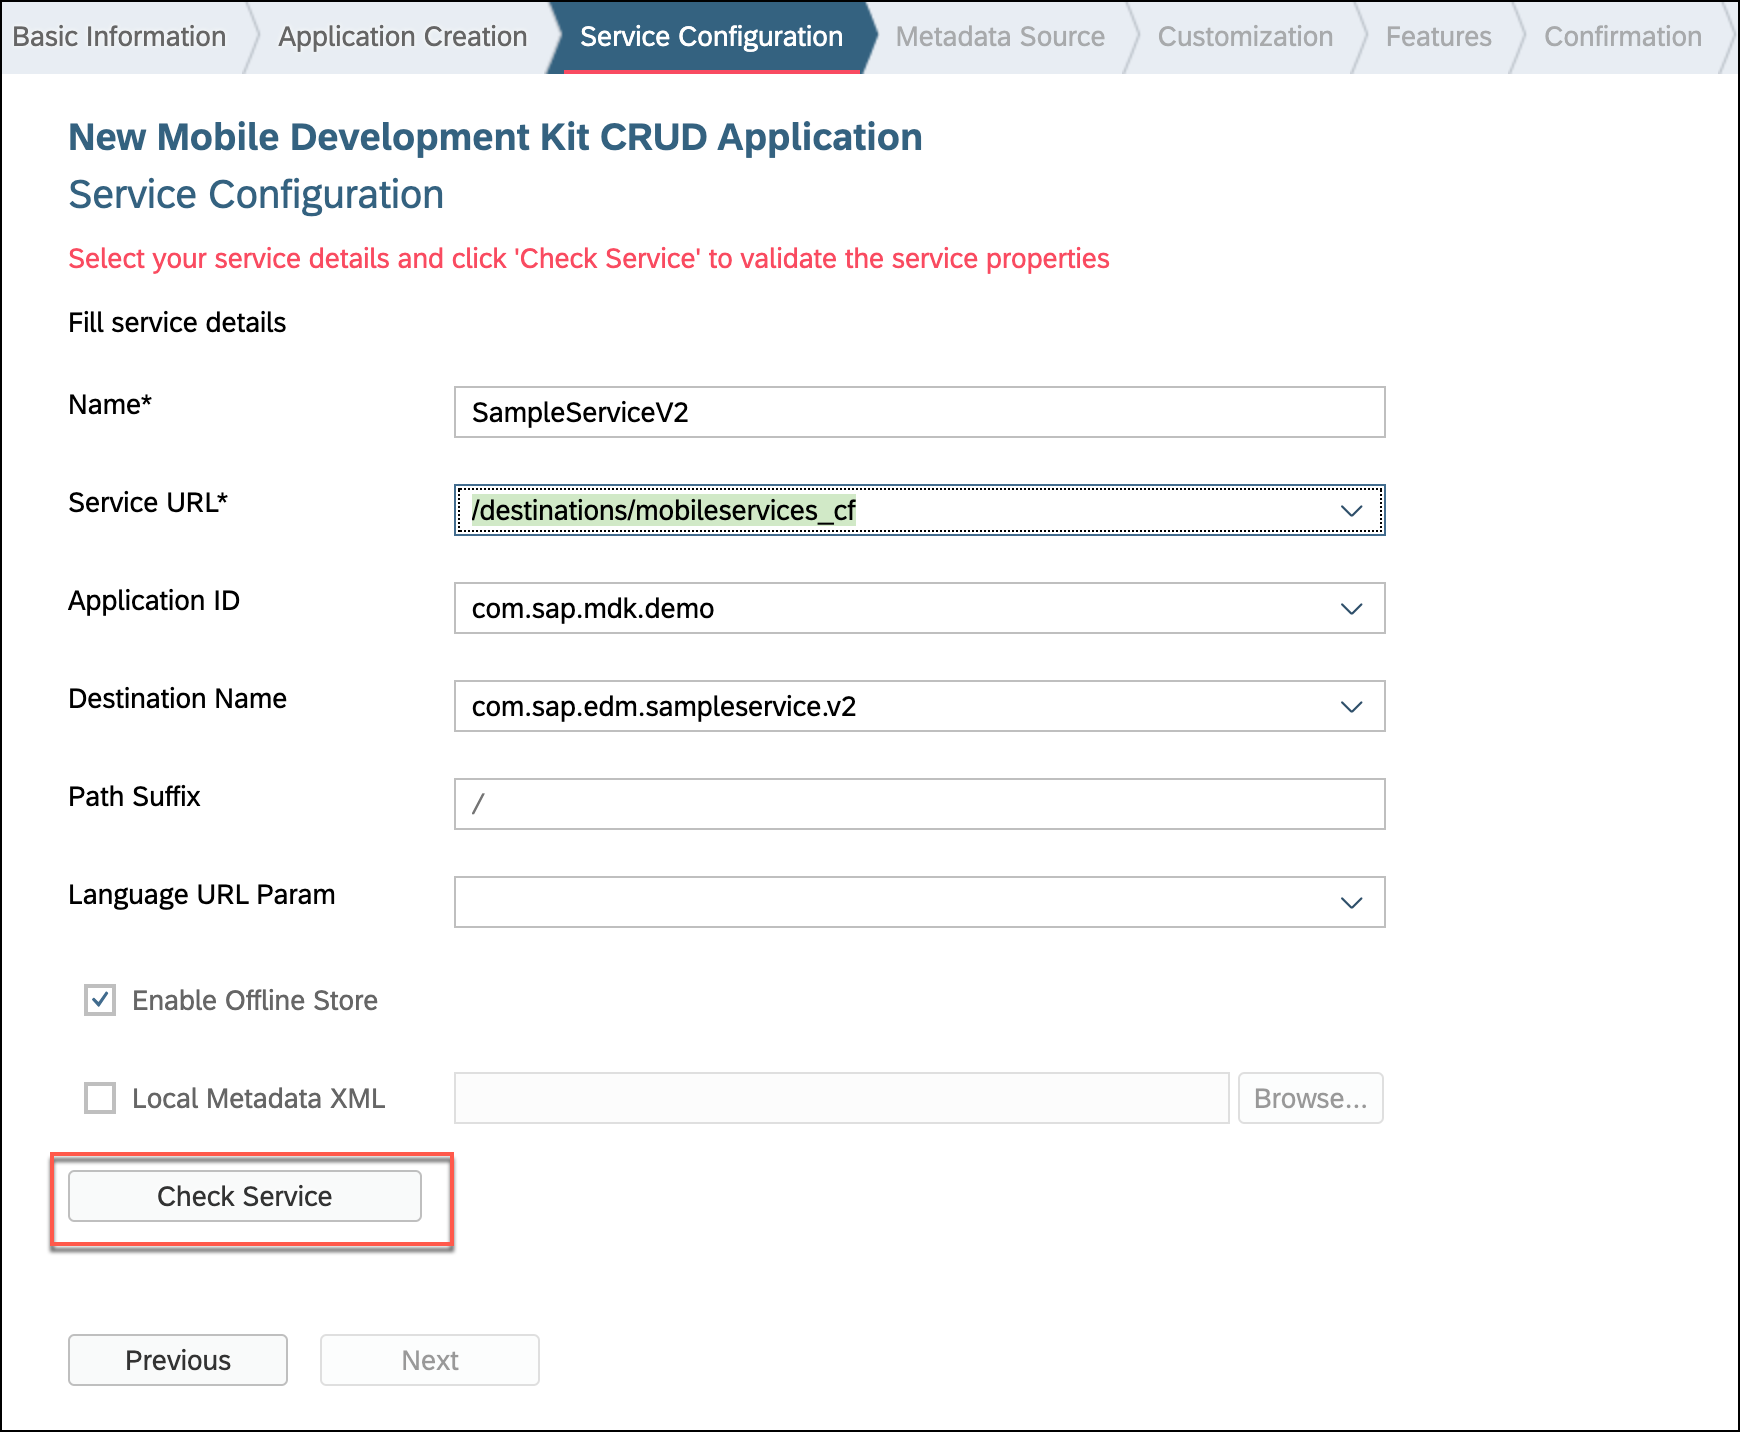 Basic Information Application Creation Service Configuration Metadata Source Customization Features Confirmation
New Mobile Development Kit CRUD Application
Service Configuration
Select your service details and click 'Check Service' to validate the service properties
Fill service details
Name* SampleServiceV2
Service URL* /destinations/mobileservices_cf
Application ID com.sap.mdk.demo
Destination Name com.sap.edm.sampleservice.v2
Path Suffix /
Language URL Param
Enable Offline Store
Local Metadata XML Browse...
Check Service
Previous Next